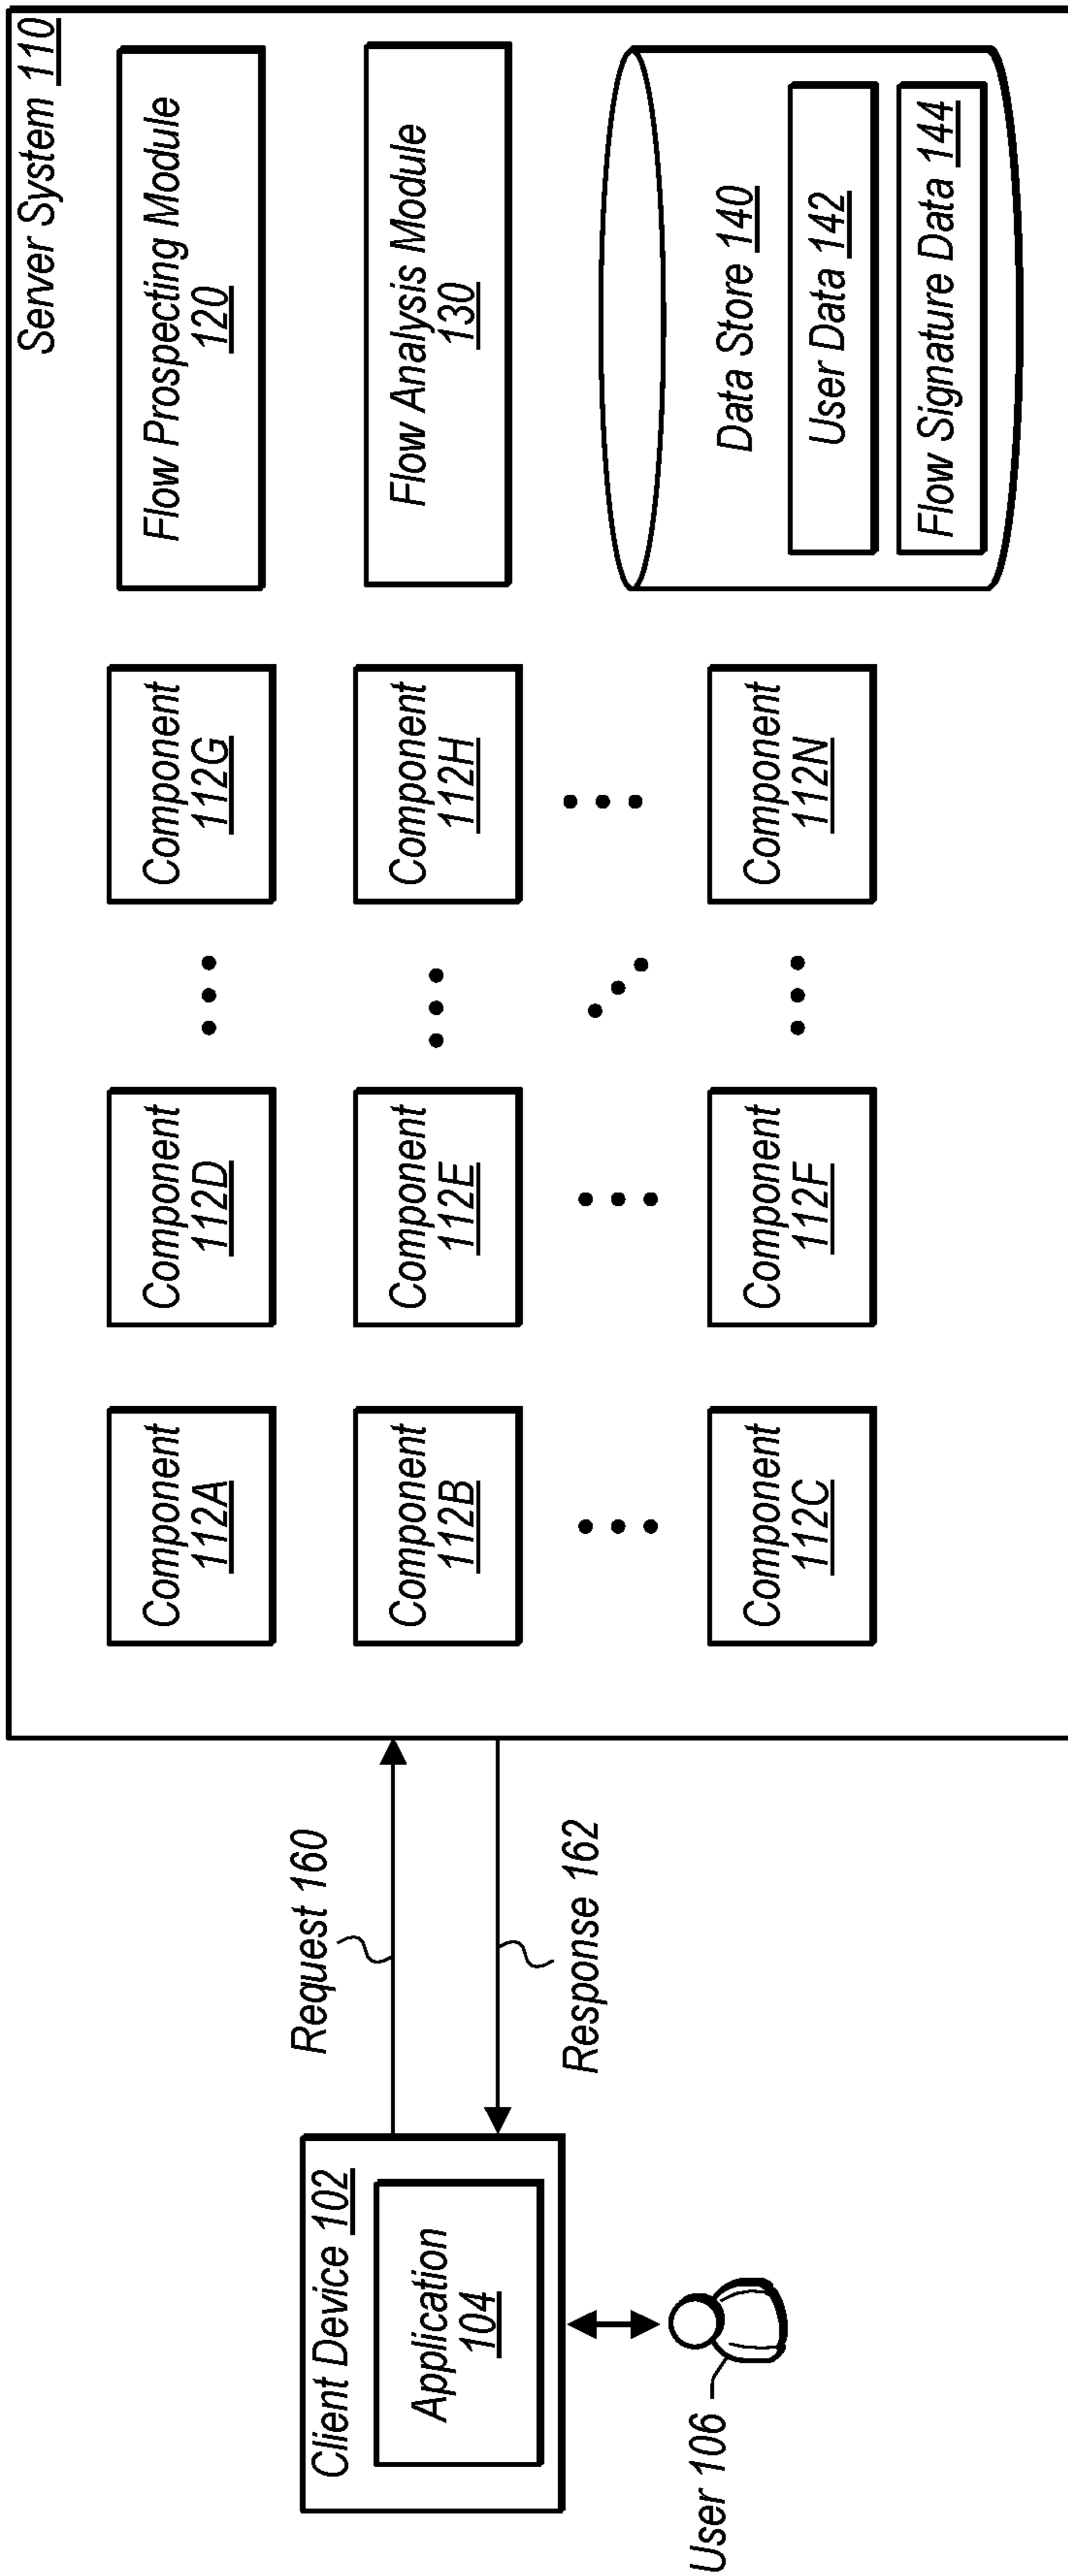 Server System 110
Client Device 102
Application
104
User 106
Request 160
Response 162
Component
112A
Component
112D
Component
112G
Component
112B
Component
112E
Component
112H
Component
112C
Component
112F
Component
112N
Flow Prospecting Module
120
Flow Analysis Module
130
Data Store 140
User Data 142
Flow Signature Data 144